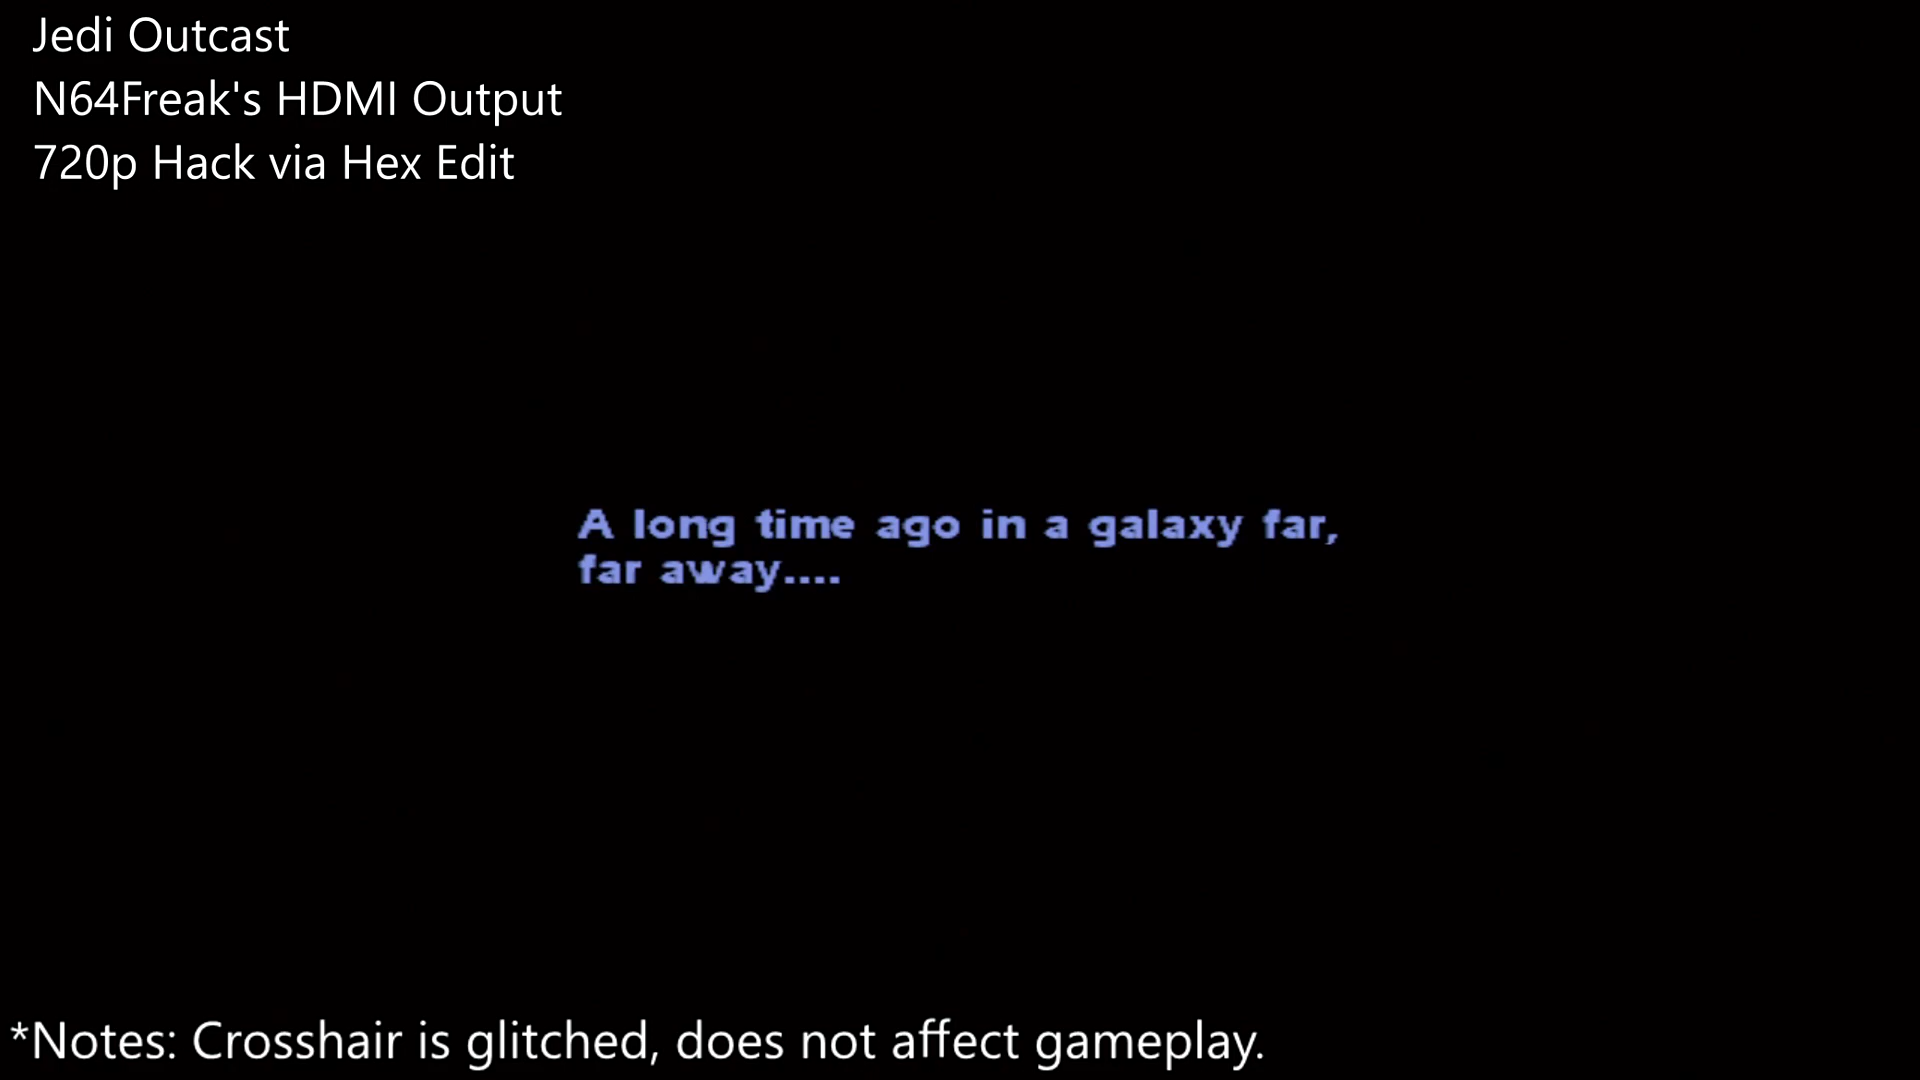 Jedi Outcast
N64Freak's HDMI Output
720p Hack via Hex Edit
A long time ago in a galaxy far,
far away....
*Notes: Crosshair is glitched, does not affect gameplay.